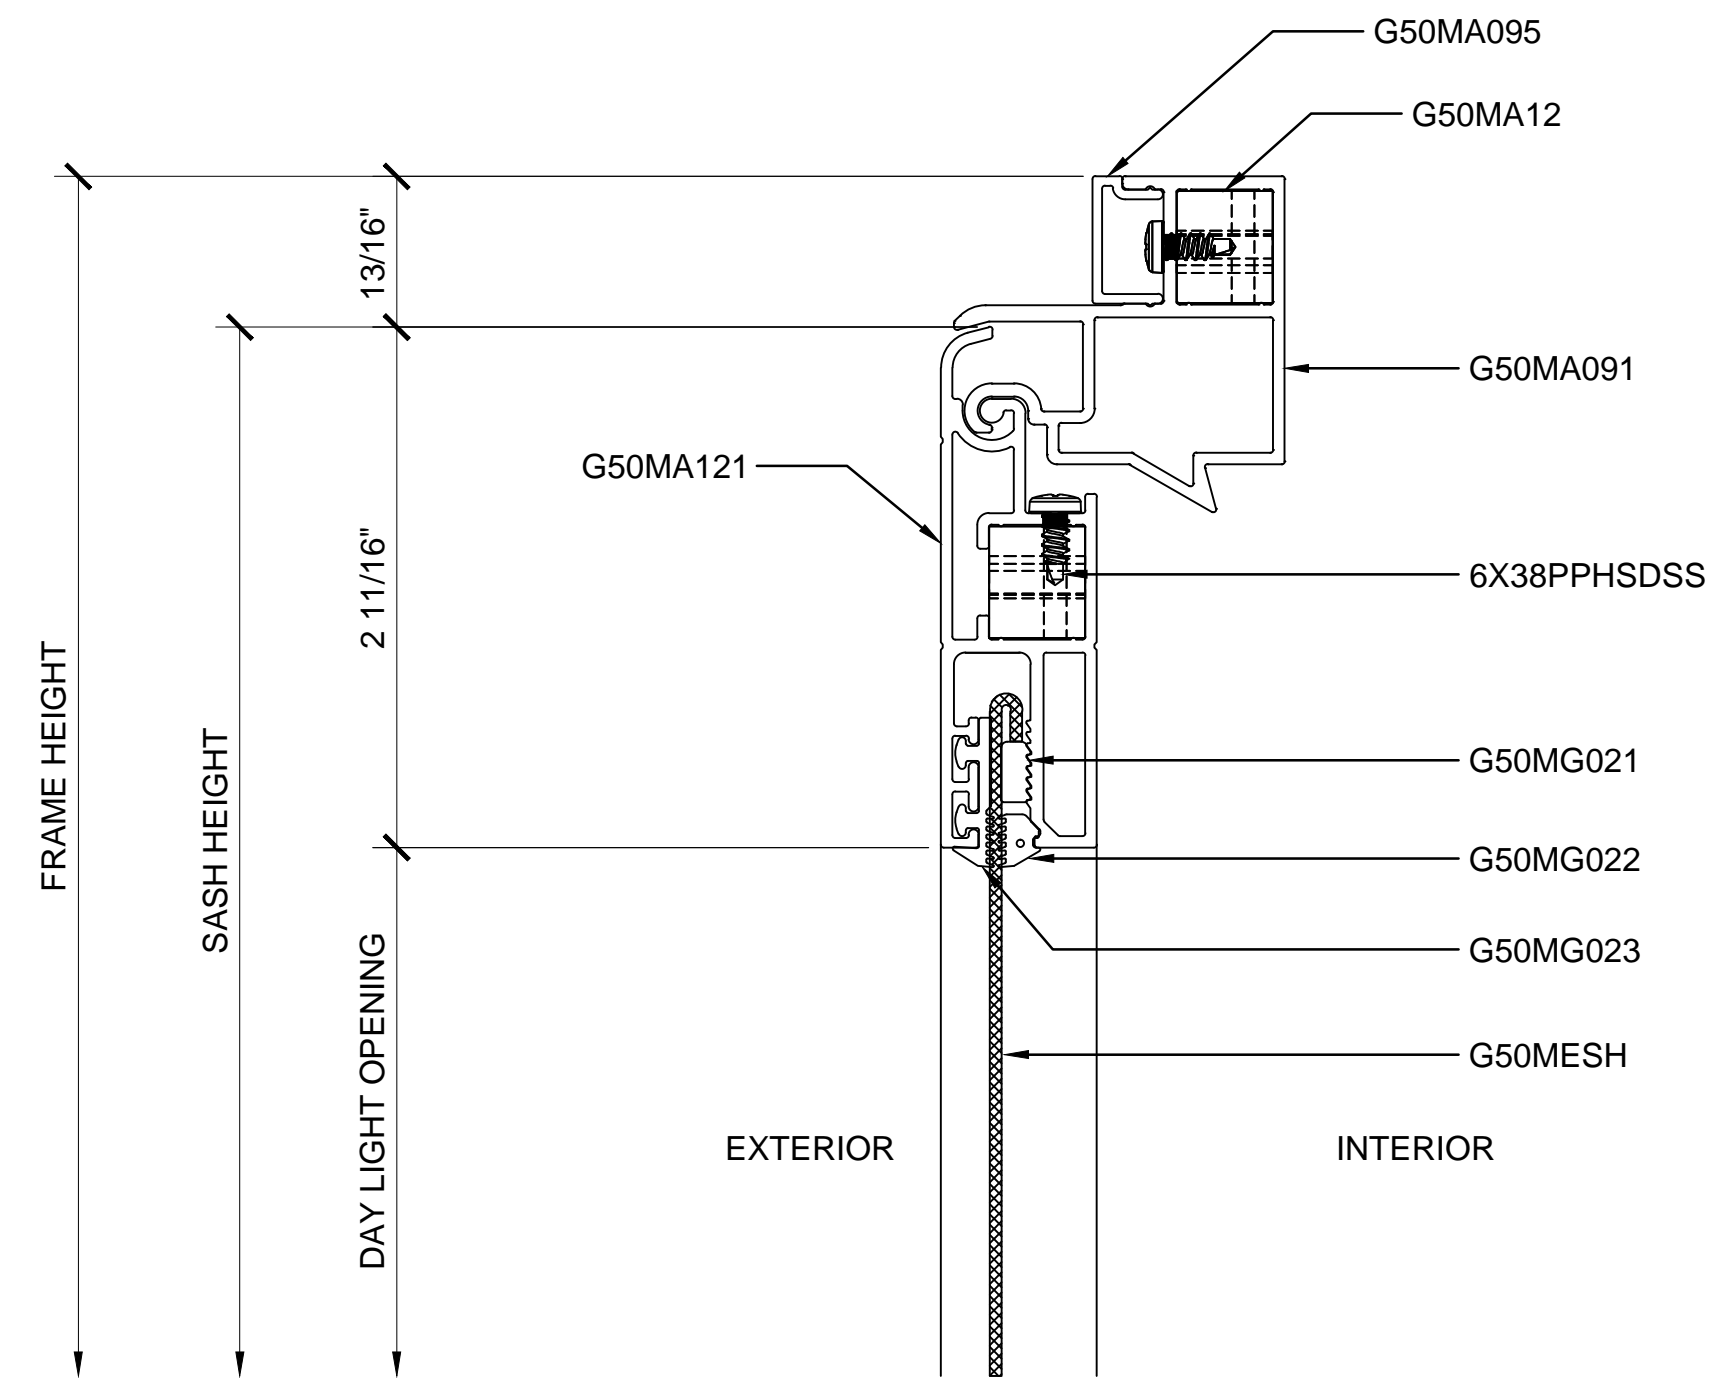 G50MA095
G50MA12
13/16"
G50MA091
G50MA121
2 11/16"
6X38PPHSDSS
FRAME HEIGHT
SASH HEIGHT
G50MG021
G50MG022
G50MG023
DAY LIGHT OPENING
G50MESH
EXTERIOR
INTERIOR